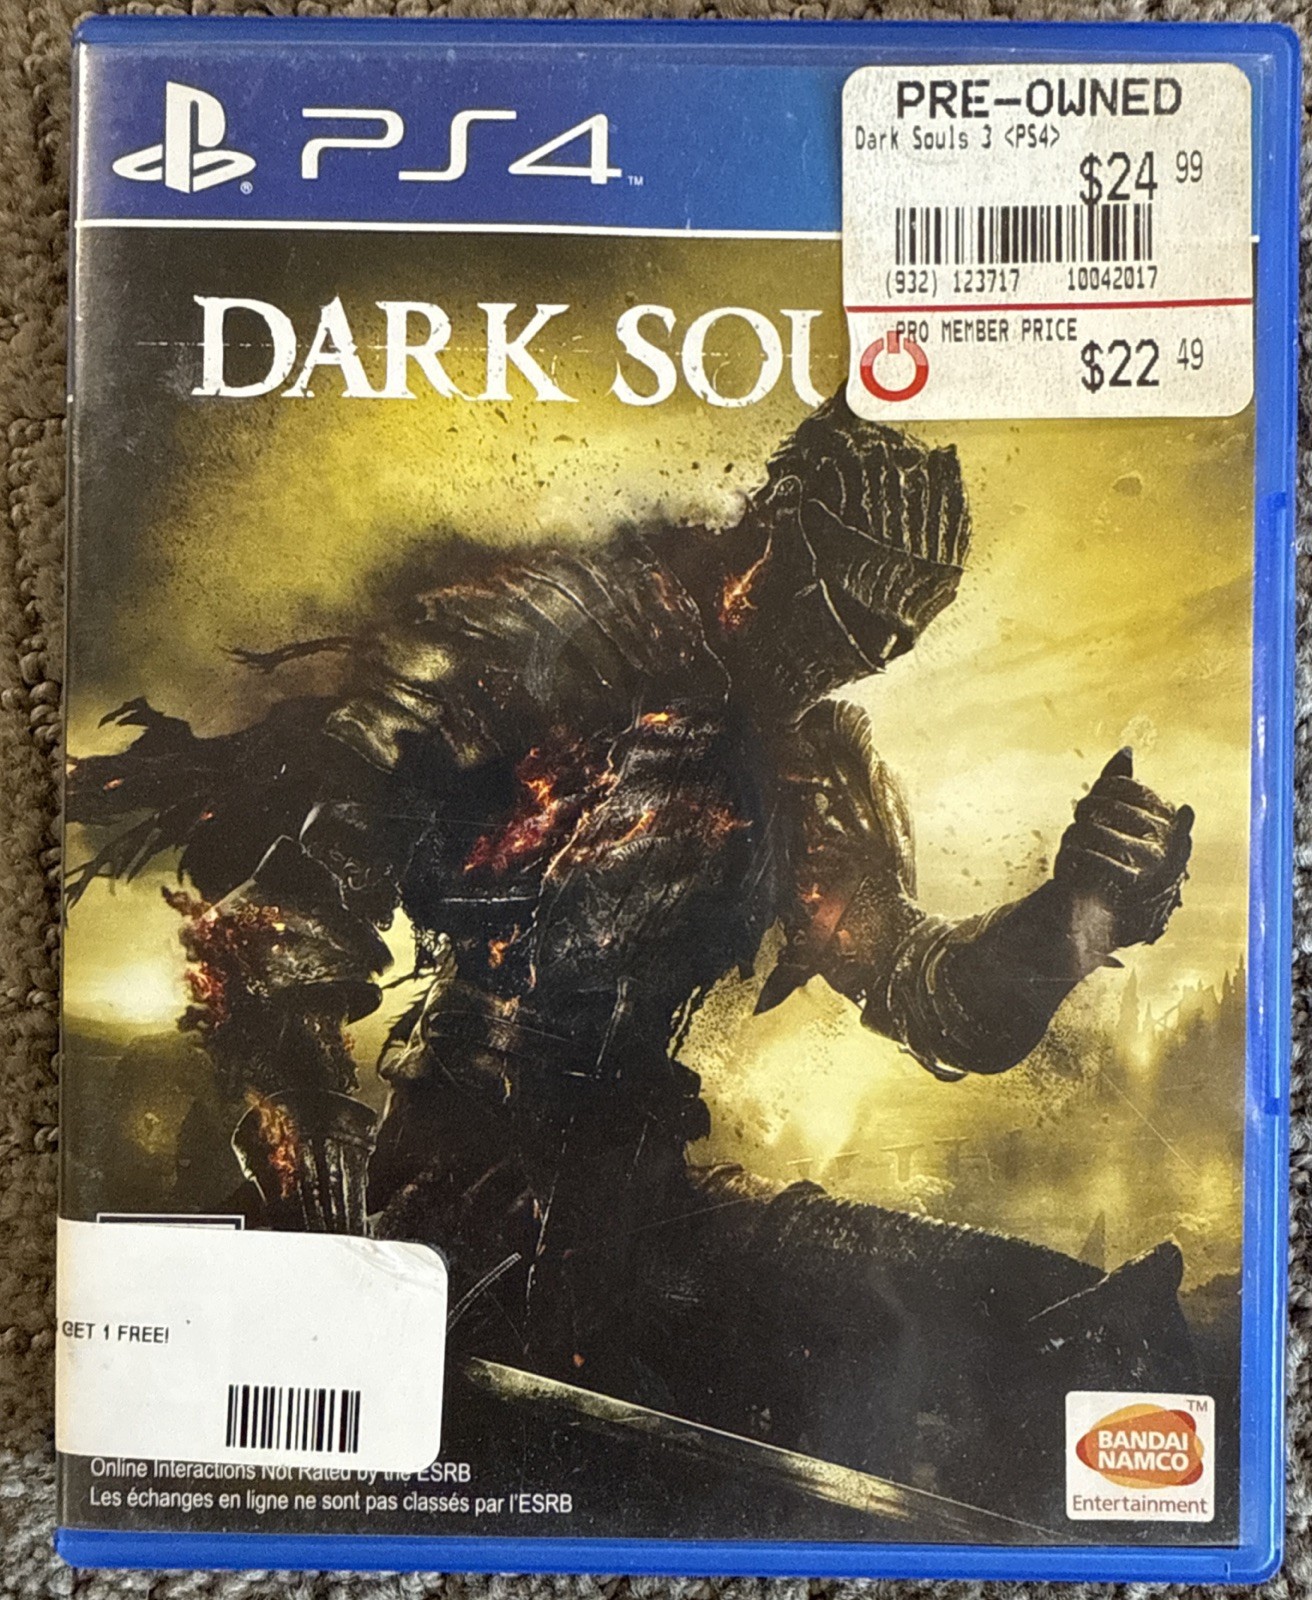 PS4
PRE-OWNED
Dark Souls 3 <PS4>
$24 99
(932) 123717 10042017
PRO MEMBER PRICE
$22 49
DARK SOU
GET 1 FREE!
Online Interactions Not Rated by the ESRB
Les échanges en ligne ne sont pas classés par l'ESRB
BANDAI
NAMCO
Entertainment